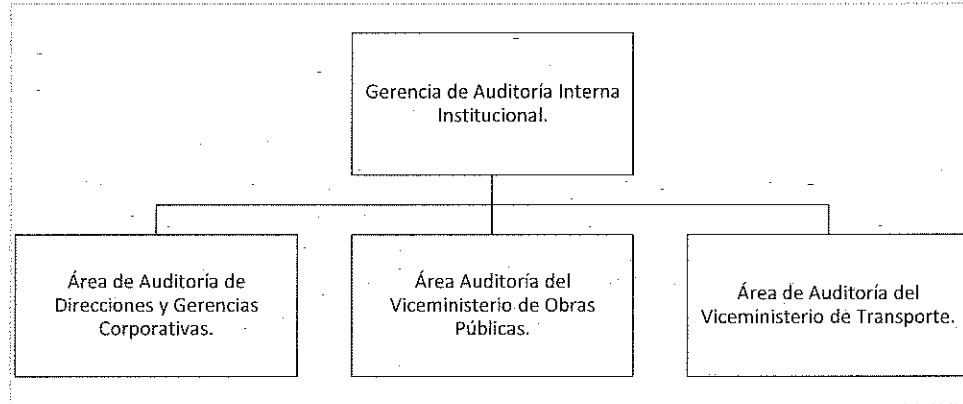 Gerencia de Auditoría Interna
Institucional.
Área de Auditoría de
Direcciones y Gerencias
Corporativas.
Área Auditoría del
Viceministerio de Obras
Públicas.
Área de Auditoría del
Viceministerio de Transporte.